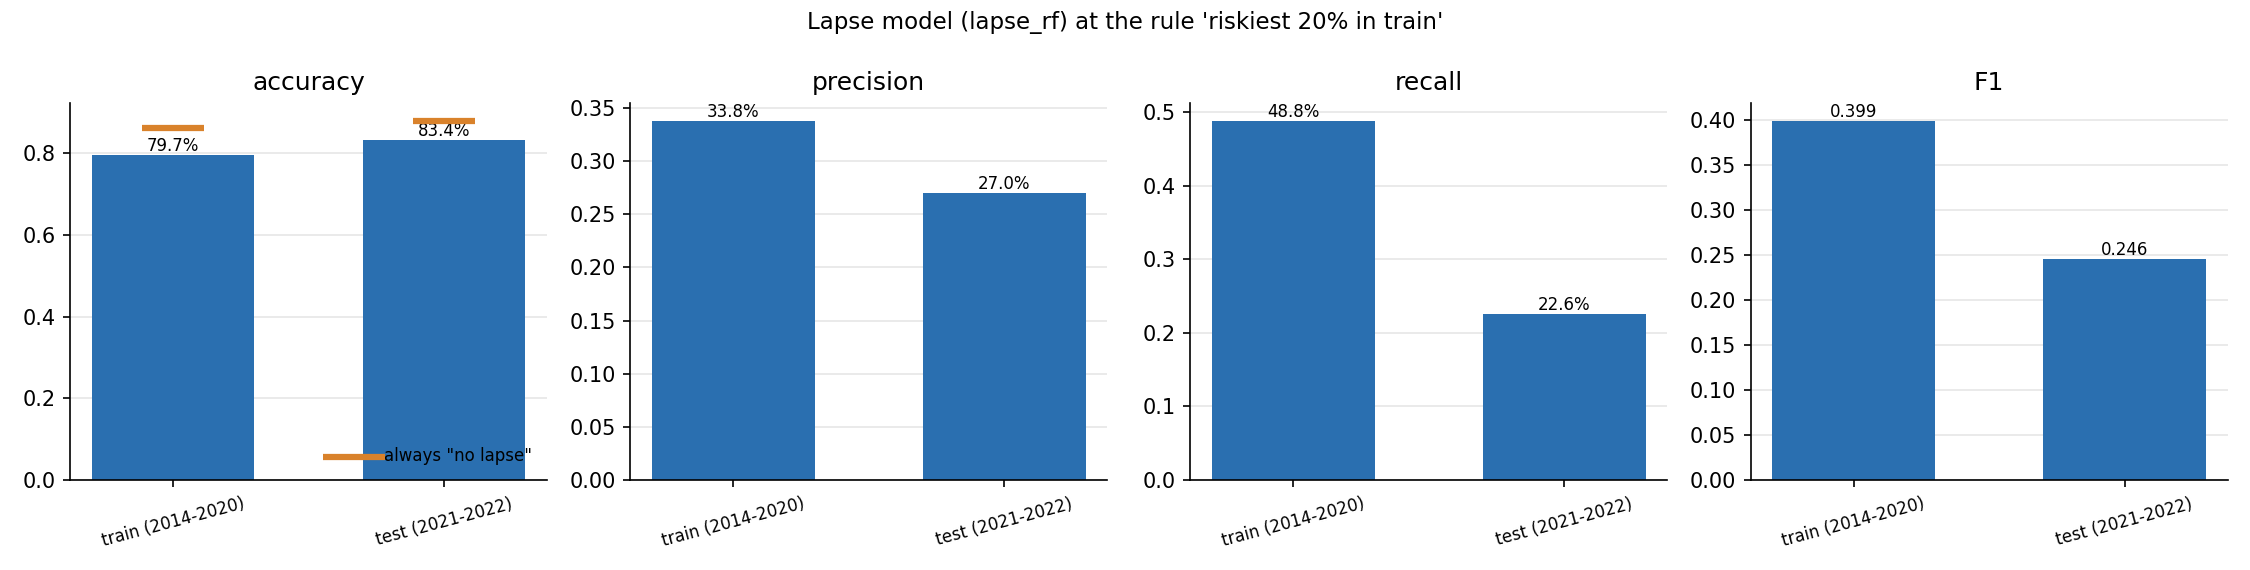 Lapse model (lapse_rf) at the rule 'riskiest 20% in train'
accuracy
0.8
0.6
0.4
0.2
0.0
79.7%
83.4%
always "no lapse"
train (2014-2020)
test (2021-2022)
precision
0.35
0.30
0.25
0.20
0.15
0.10
0.05
0.00
33.8%
27.0%
train (2014-2020)
test (2021-2022)
recall
0.5
0.4
0.3
0.2
0.1
0.0
48.8%
22.6%
train (2014-2020)
test (2021-2022)
F1
0.40
0.35
0.30
0.25
0.20
0.15
0.10
0.05
0.00
0.399
0.246
train (2014-2020)
test (2021-2022)